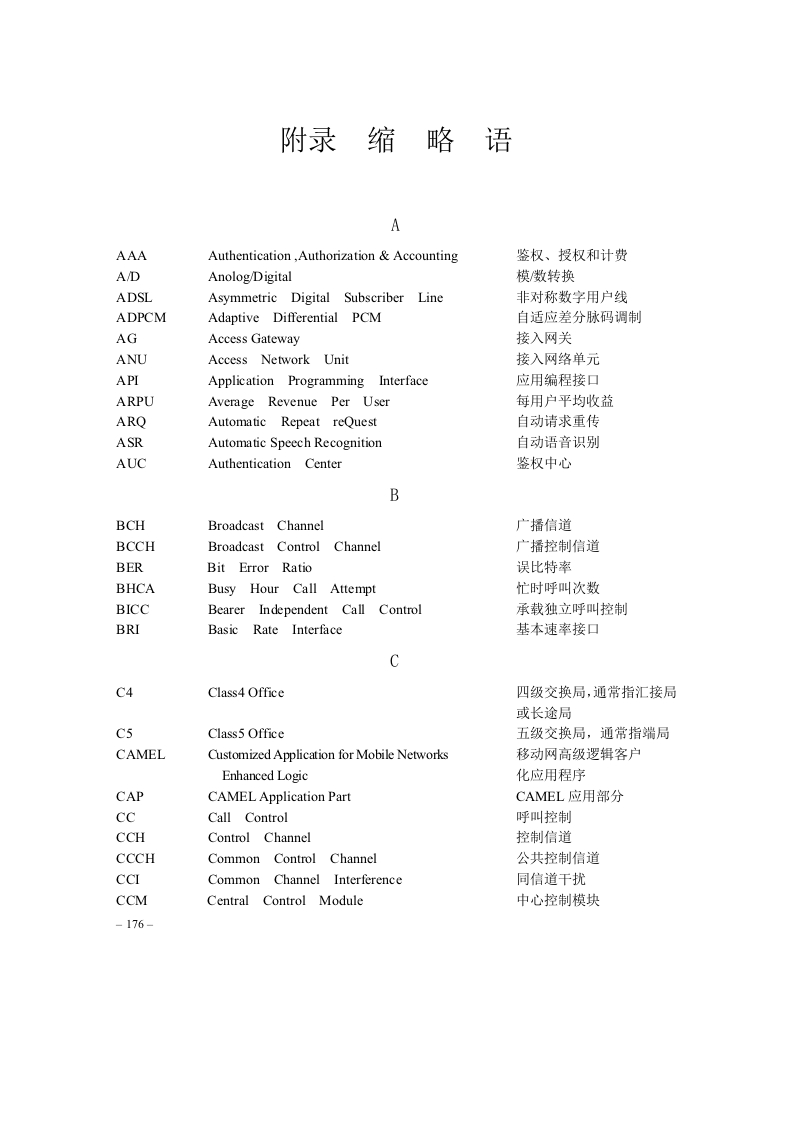 附录 缩 略 语
A
AAA Authentication ,Authorization & Accounting 鉴权、授权和计费
A/D Anolog/Digital 模/数转换
ADSL Asymmetric Digital Subscriber Line 非对称数字用户线
ADPCM Adaptive Differential PCM 自适应差分脉码调制
AG Access Gateway 接入网关
ANU Access Network Unit 接入网络单元
API Application Programming Interface 应用编程接口
ARPU Average Revenue Per User 每用户平均收益
ARQ Automatic Repeat reQuest 自动请求重传
ASR Automatic Speech Recognition 自动语音识别
AUC Authentication Center 鉴权中心
B
BCH Broadcast Channel 广播信道
BCCH Broadcast Control Channel 广播控制信道
BER Bit Error Ratio 误比特率
BHCA Busy Hour Call Attempt 忙时呼叫次数
BICC Bearer Independent Call Control 承载独立呼叫控制
BRI Basic Rate Interface 基本速率接口
C
C4 Class4 Office 四级交换局，通常指汇接局
或长途局
C5 Class5 Office 五级交换局，通常指端局
CAMEL Customized Application for Mobile Networks 移动网高级逻辑客户
Enhanced Logic 化应用程序
CAP CAMEL Application Part CAMEL 应用部分
CC Call Control 呼叫控制
CCH Control Channel 控制信道
CCCH Common Control Channel 公共控制信道
CCI Common Channel Interference 同信道干扰
CCM Central Control Module 中心控制模块
– 176 –